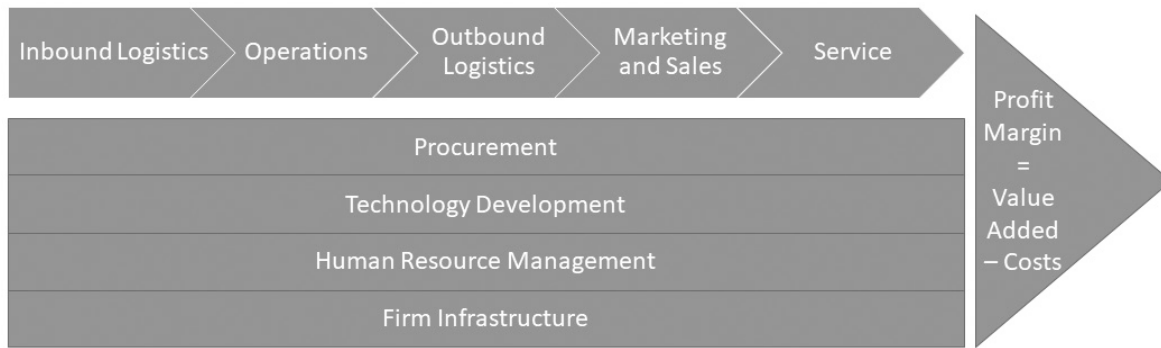 Inbound Logistics
Operations
Outbound
Logistics
Marketing
and Sales
Service
Procurement
Technology Development
Human Resource Management
Firm Infrastructure
Profit
Margin
=
Value
Added
– Costs